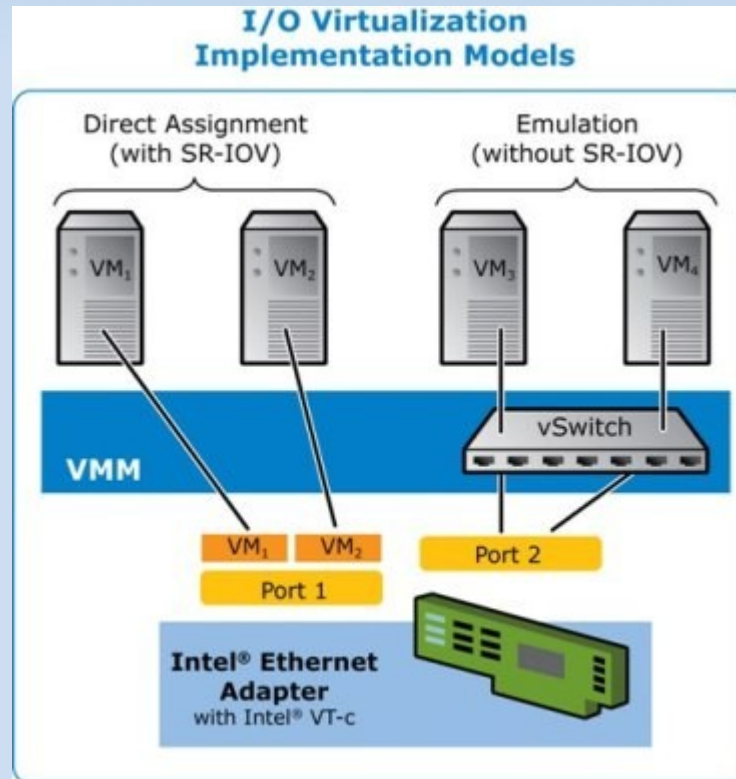 I/O Virtualization
Implementation Models
Direct Assignment
(with SR-IOV)
Emulation
(without SR-IOV)
VM₁
VM₂
VM₃
VM₄
vSwitch
VMM
VM₁
VM₂
Port 1
Port 2
Intel® Ethernet
Adapter
with Intel® VT-c